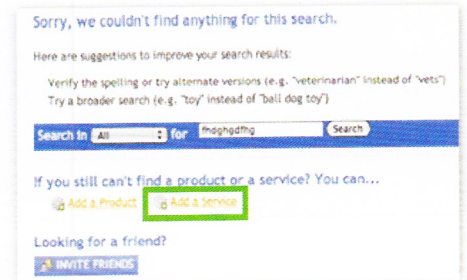 Sorry, we couldn't find anything for this search.
Here are suggestions to improve your search results:
Verify the spelling or try alternate versions (e.g. "veterinarian" instead of "vets")
Try a broader search (e.g. "toy" instead of "ball dog toy")
Search in All for fhdghgdfhg Search
If you still can't find a product or a service? You can...
Add a Product Add a Service
Looking for a friend?
INVITE FRIENDS